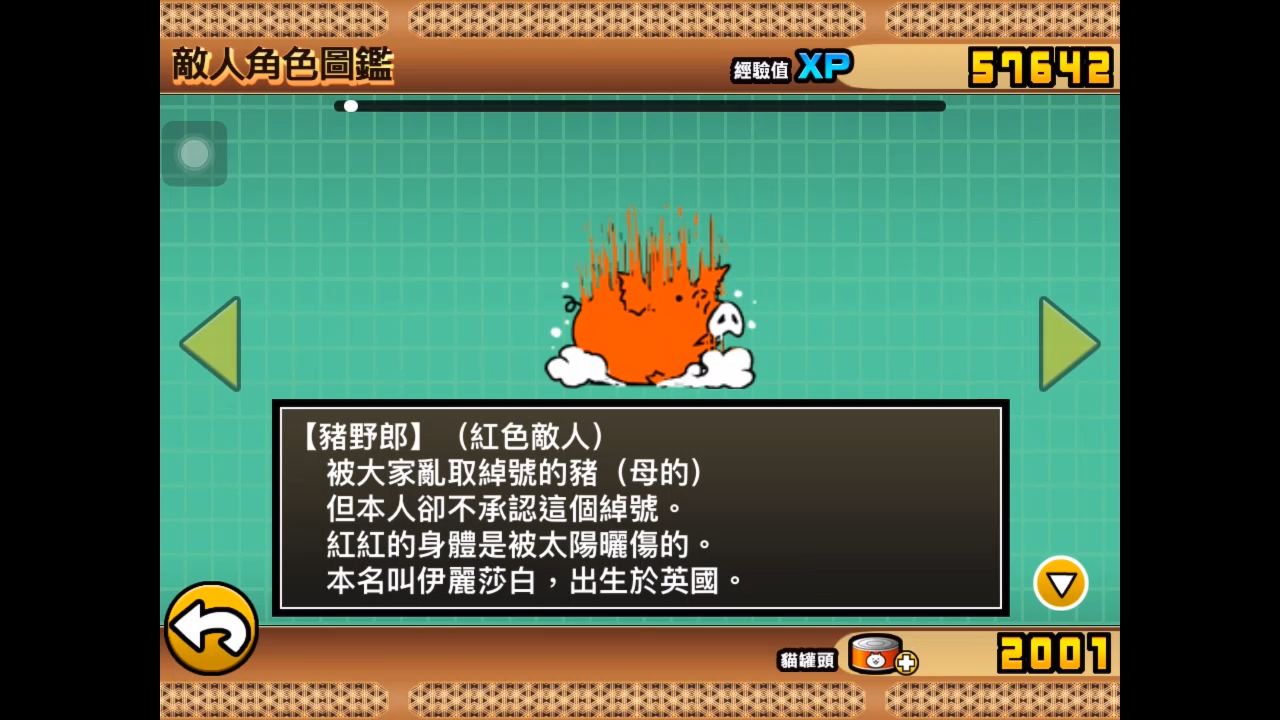 敵人角色圖鑑
經驗值 XP 57642
【豬野郎】（紅色敵人）
被大家亂取綽號的豬（母的）
但本人卻不承認這個綽號。
紅紅的身體是被太陽曬傷的。
本名叫伊麗莎白，出生於英國。
貓罐頭 2001